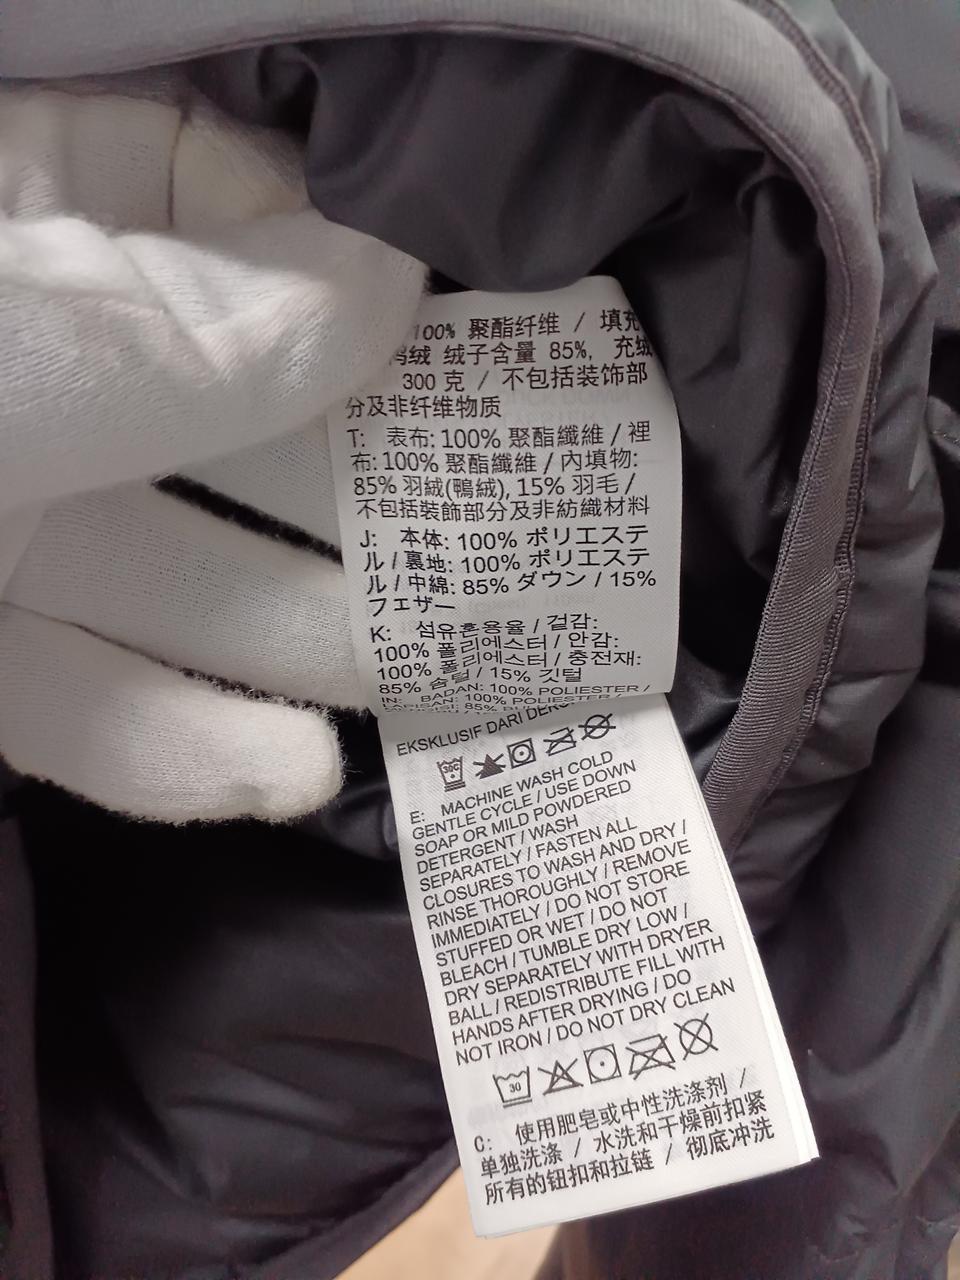 100% 聚酯纤维 / 填充
鸭绒 绒子含量 85%, 充绒
300 克 / 不包括装饰部
分及非纤维物质
T: 表布: 100% 聚酯纖維 / 裡
布: 100% 聚酯纖維 / 內填物:
85% 羽絨(鴨絨), 15% 羽毛 /
不包括裝飾部分及非紡織材料
J: 本体: 100% ポリエステ
ル / 裏地: 100% ポリエステ
ル / 中綿: 85% ダウン / 15%
フェザー
K: 섬유혼용율 / 겉감:
100% 폴리에스터 / 안감:
100% 폴리에스터 / 충전재:
85% 솜털 / 15% 깃털
IN: BADAN: 100% POLIESTER /
LAPISAN: 100% POLIESTER /
85%
EKSKLUSIF DARI
30C
E: MACHINE WASH COLD
GENTLE CYCLE / USE DOWN
SOAP OR MILD POWDERED
DETERGENT / WASH
SEPARATELY / FASTEN ALL
CLOSURES TO WASH AND DRY /
RINSE THOROUGHLY / REMOVE
IMMEDIATELY / DO NOT STORE
STUFFED OR WET / DO NOT
BLEACH / TUMBLE DRY LOW /
DRY SEPARATELY WITH DRYER
BALL / REDISTRIBUTE FILL WITH
HANDS AFTER DRYING / DO
NOT IRON / DO NOT DRY CLEAN
30
C: 使用肥皂或中性洗涤剂 /
单独洗涤 / 水洗和干燥前扣紧
所有的钮扣和拉链 / 彻底冲洗